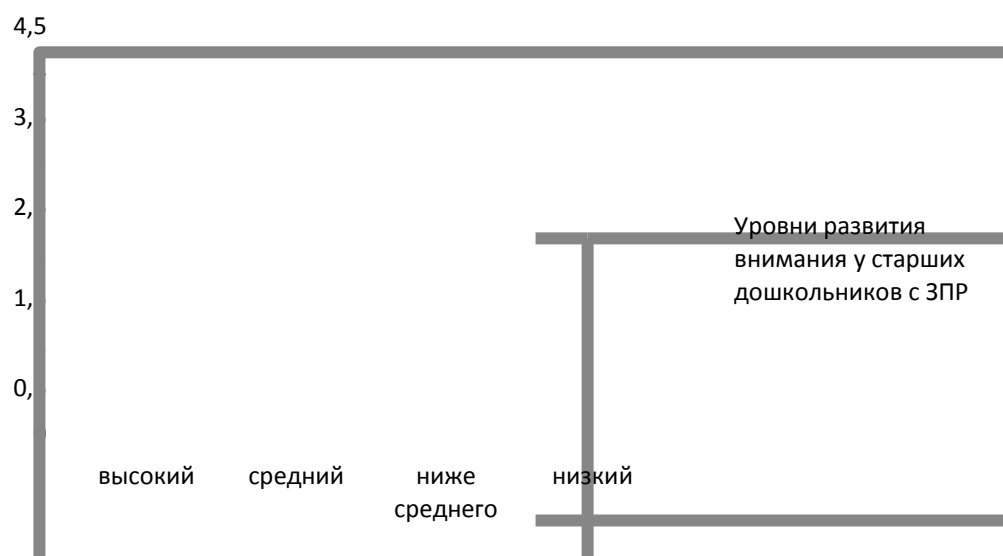 4,5
3,
2,
1,
0,
Уровни развития
внимания у старших
дошкольников с ЗПР
высокий средний ниже низкий
среднего